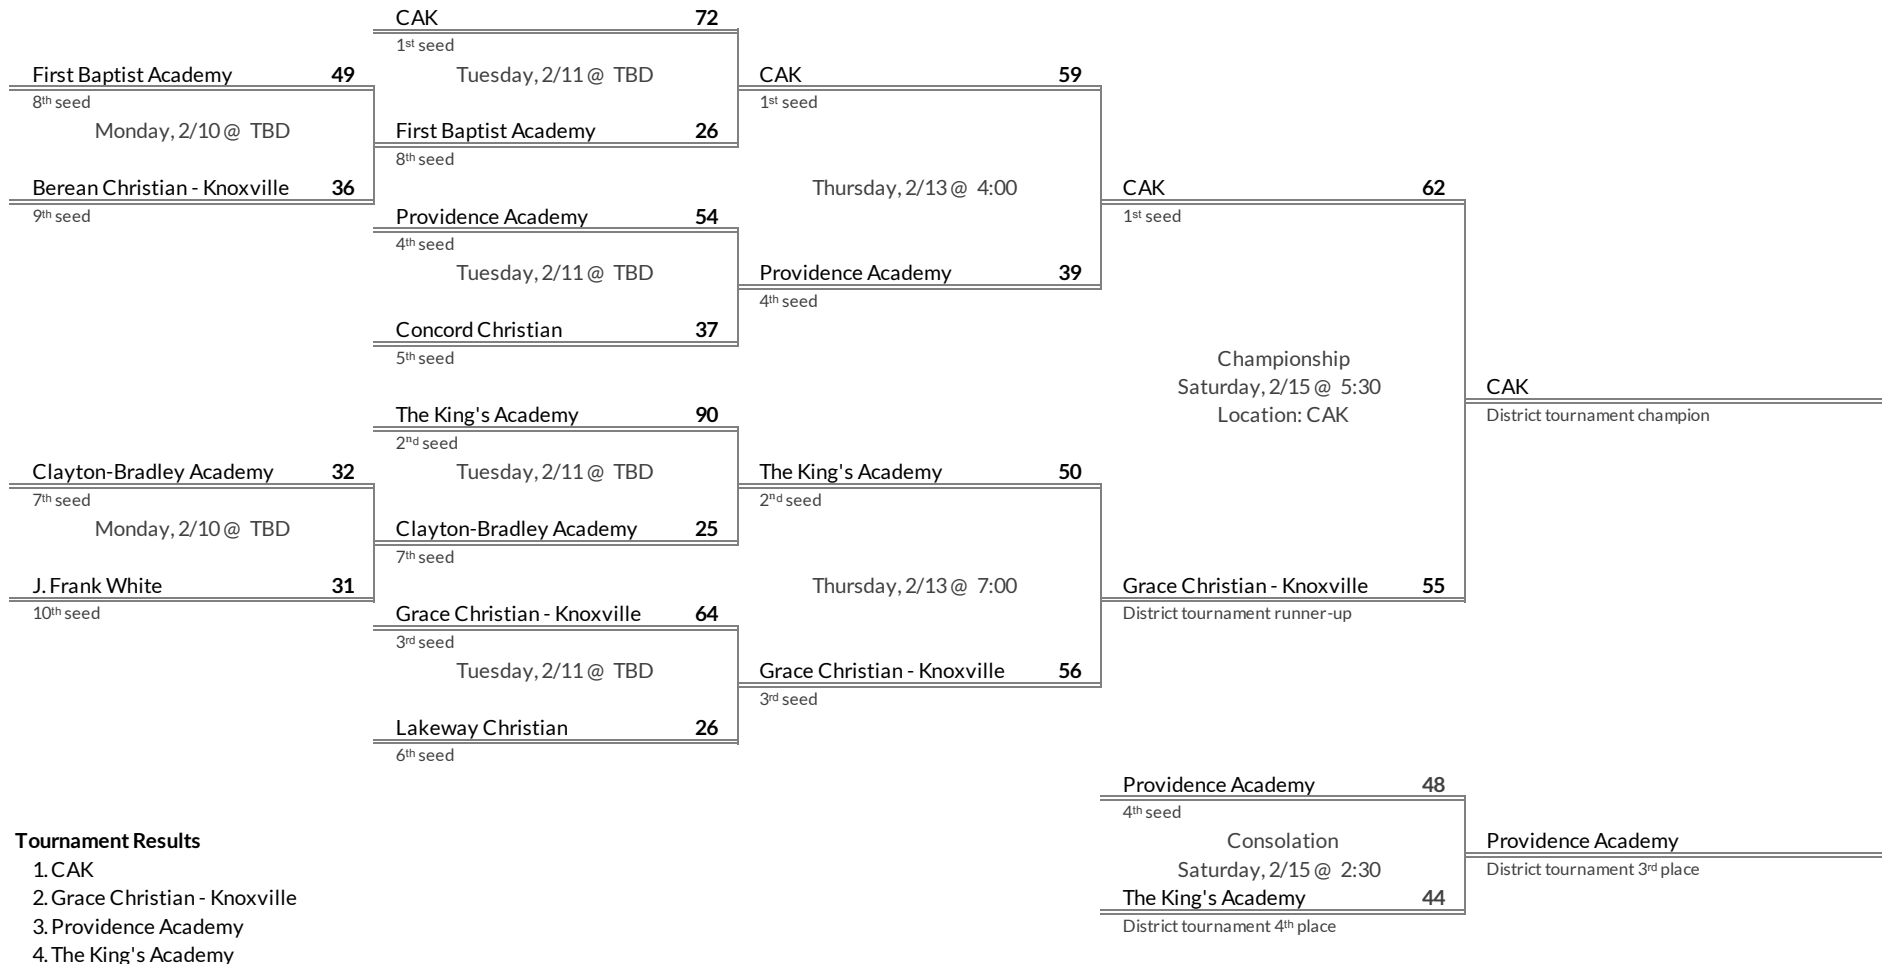 CAK 72
1st seed
First Baptist Academy 49
Tuesday, 2/11 @ TBD
CAK 59
8th seed
1st seed
Monday, 2/10 @ TBD
First Baptist Academy 26
8th seed
Berean Christian - Knoxville 36
Thursday, 2/13 @ 4:00
CAK 62
9th seed
Providence Academy 54
1st seed
4th seed
Tuesday, 2/11 @ TBD
Providence Academy 39
4th seed
Concord Christian 37
5th seed
Championship
Saturday, 2/15 @ 5:30
CAK
The King's Academy 90
Location: CAK
District tournament champion
2nd seed
Clayton-Bradley Academy 32
Tuesday, 2/11 @ TBD
The King's Academy 50
7th seed
2nd seed
Monday, 2/10 @ TBD
Clayton-Bradley Academy 25
7th seed
J. Frank White 31
Thursday, 2/13 @ 7:00
Grace Christian - Knoxville 55
10th seed
Grace Christian - Knoxville 64
District tournament runner-up
3rd seed
Tuesday, 2/11 @ TBD
Grace Christian - Knoxville 56
3rd seed
Lakeway Christian 26
6th seed
Providence Academy 48
4th seed
Tournament Results
Consolation
Providence Academy
1. CAK
Saturday, 2/15 @ 2:30
District tournament 3rd place
2. Grace Christian - Knoxville
The King's Academy 44
3. Providence Academy
District tournament 4th place
4. The King's Academy